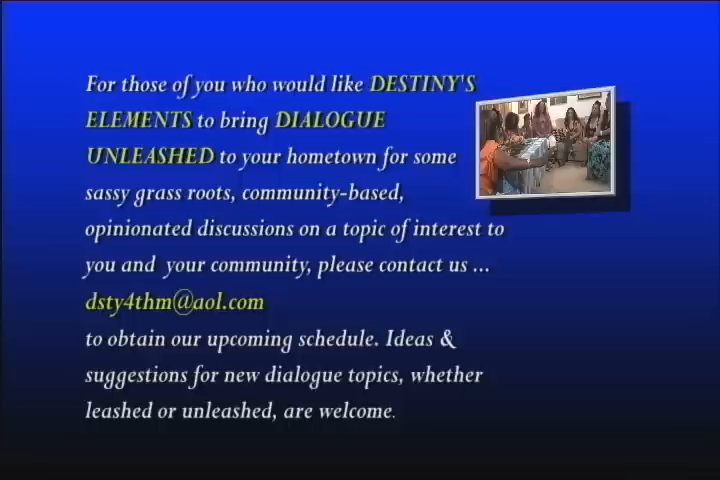 For those of you who would like DESTINY'S
ELEMENTS to bring DIALOGUE
UNLEASHED to your hometown for some
sassy grass roots, community-based,
opinionated discussions on a topic of interest to
you and your community, please contact us ...
dsty4thm@aol.com
to obtain our upcoming schedule. Ideas &
suggestions for new dialogue topics, whether
leashed or unleashed, are welcome.